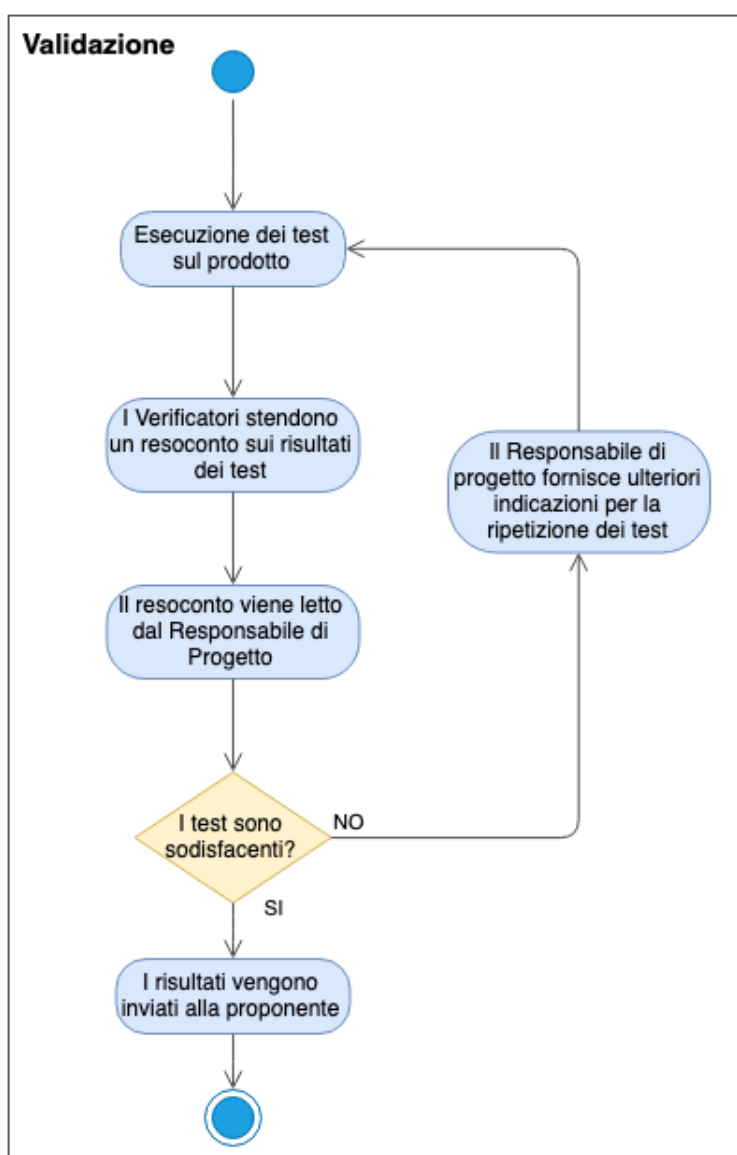 Validazione
Esecuzione dei test
sul prodotto
I Verificatori stendono
un resoconto sui risultati
dei test
Il Responsabile di
progetto fornisce ulteriori
indicazioni per la
ripetizione dei test
Il resoconto viene letto
dal Responsabile di
Progetto
I test sono
sodisfacenti?
NO
SI
I risultati vengono
inviati alla proponente